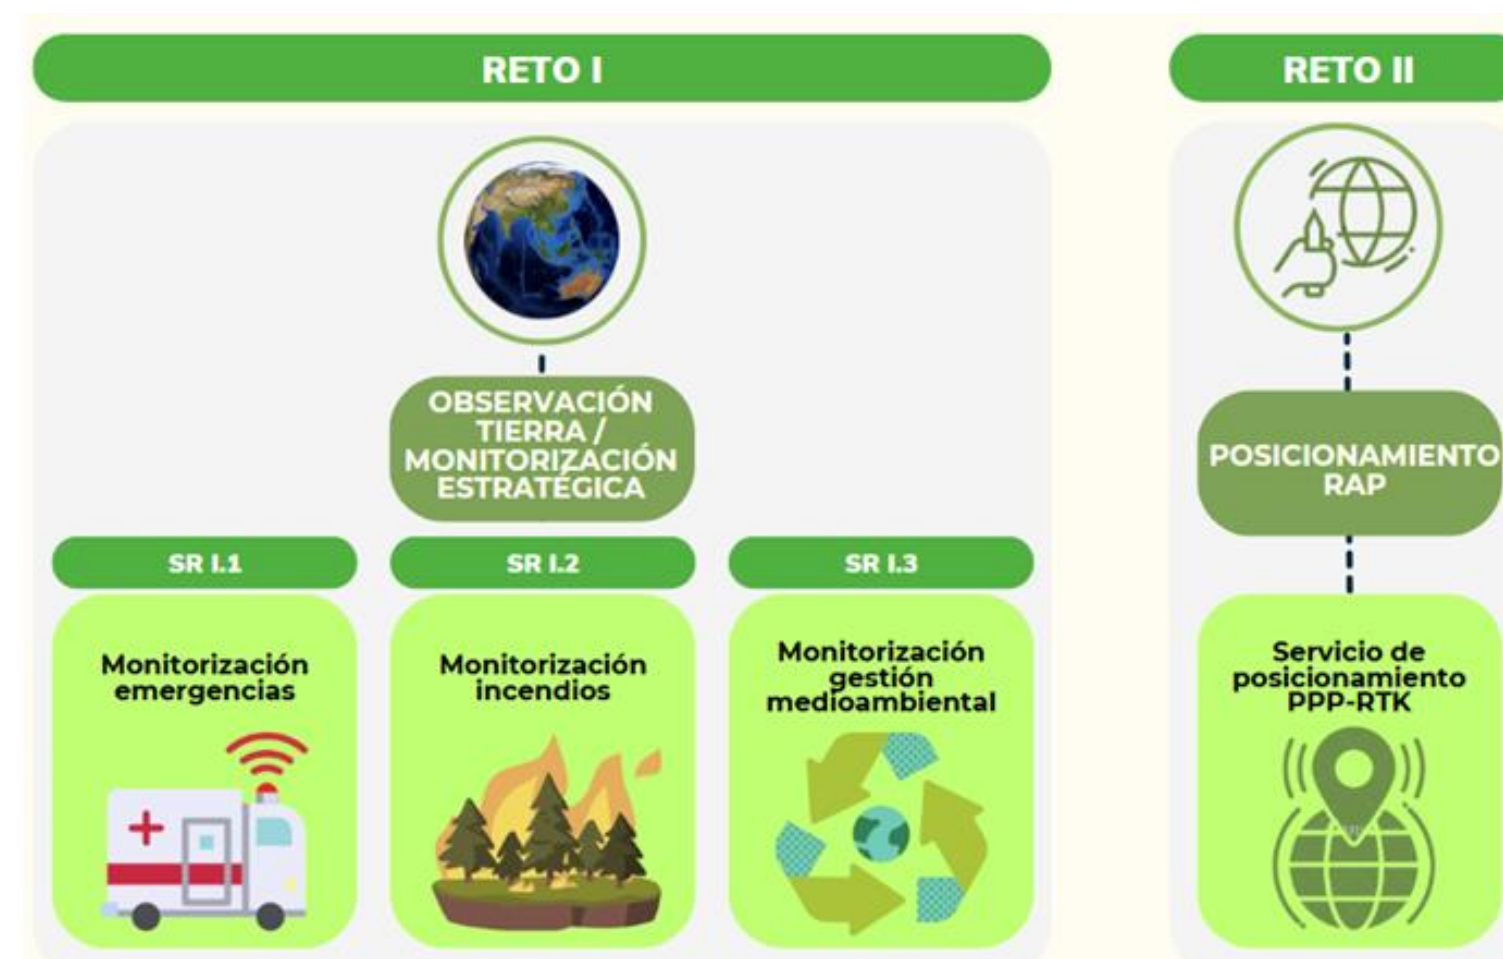 RETO I
OBSERVACIÓN
TIERRA /
MONITORIZACIÓN
ESTRATÉGICA
SR I.1
Monitorización
emergencias
SR I.2
Monitorización
incendios
SR I.3
Monitorización
gestión
medioambiental
RETO II
POSICIONAMIENTO
RAP
Servicio de
posicionamiento
PPP-RTK